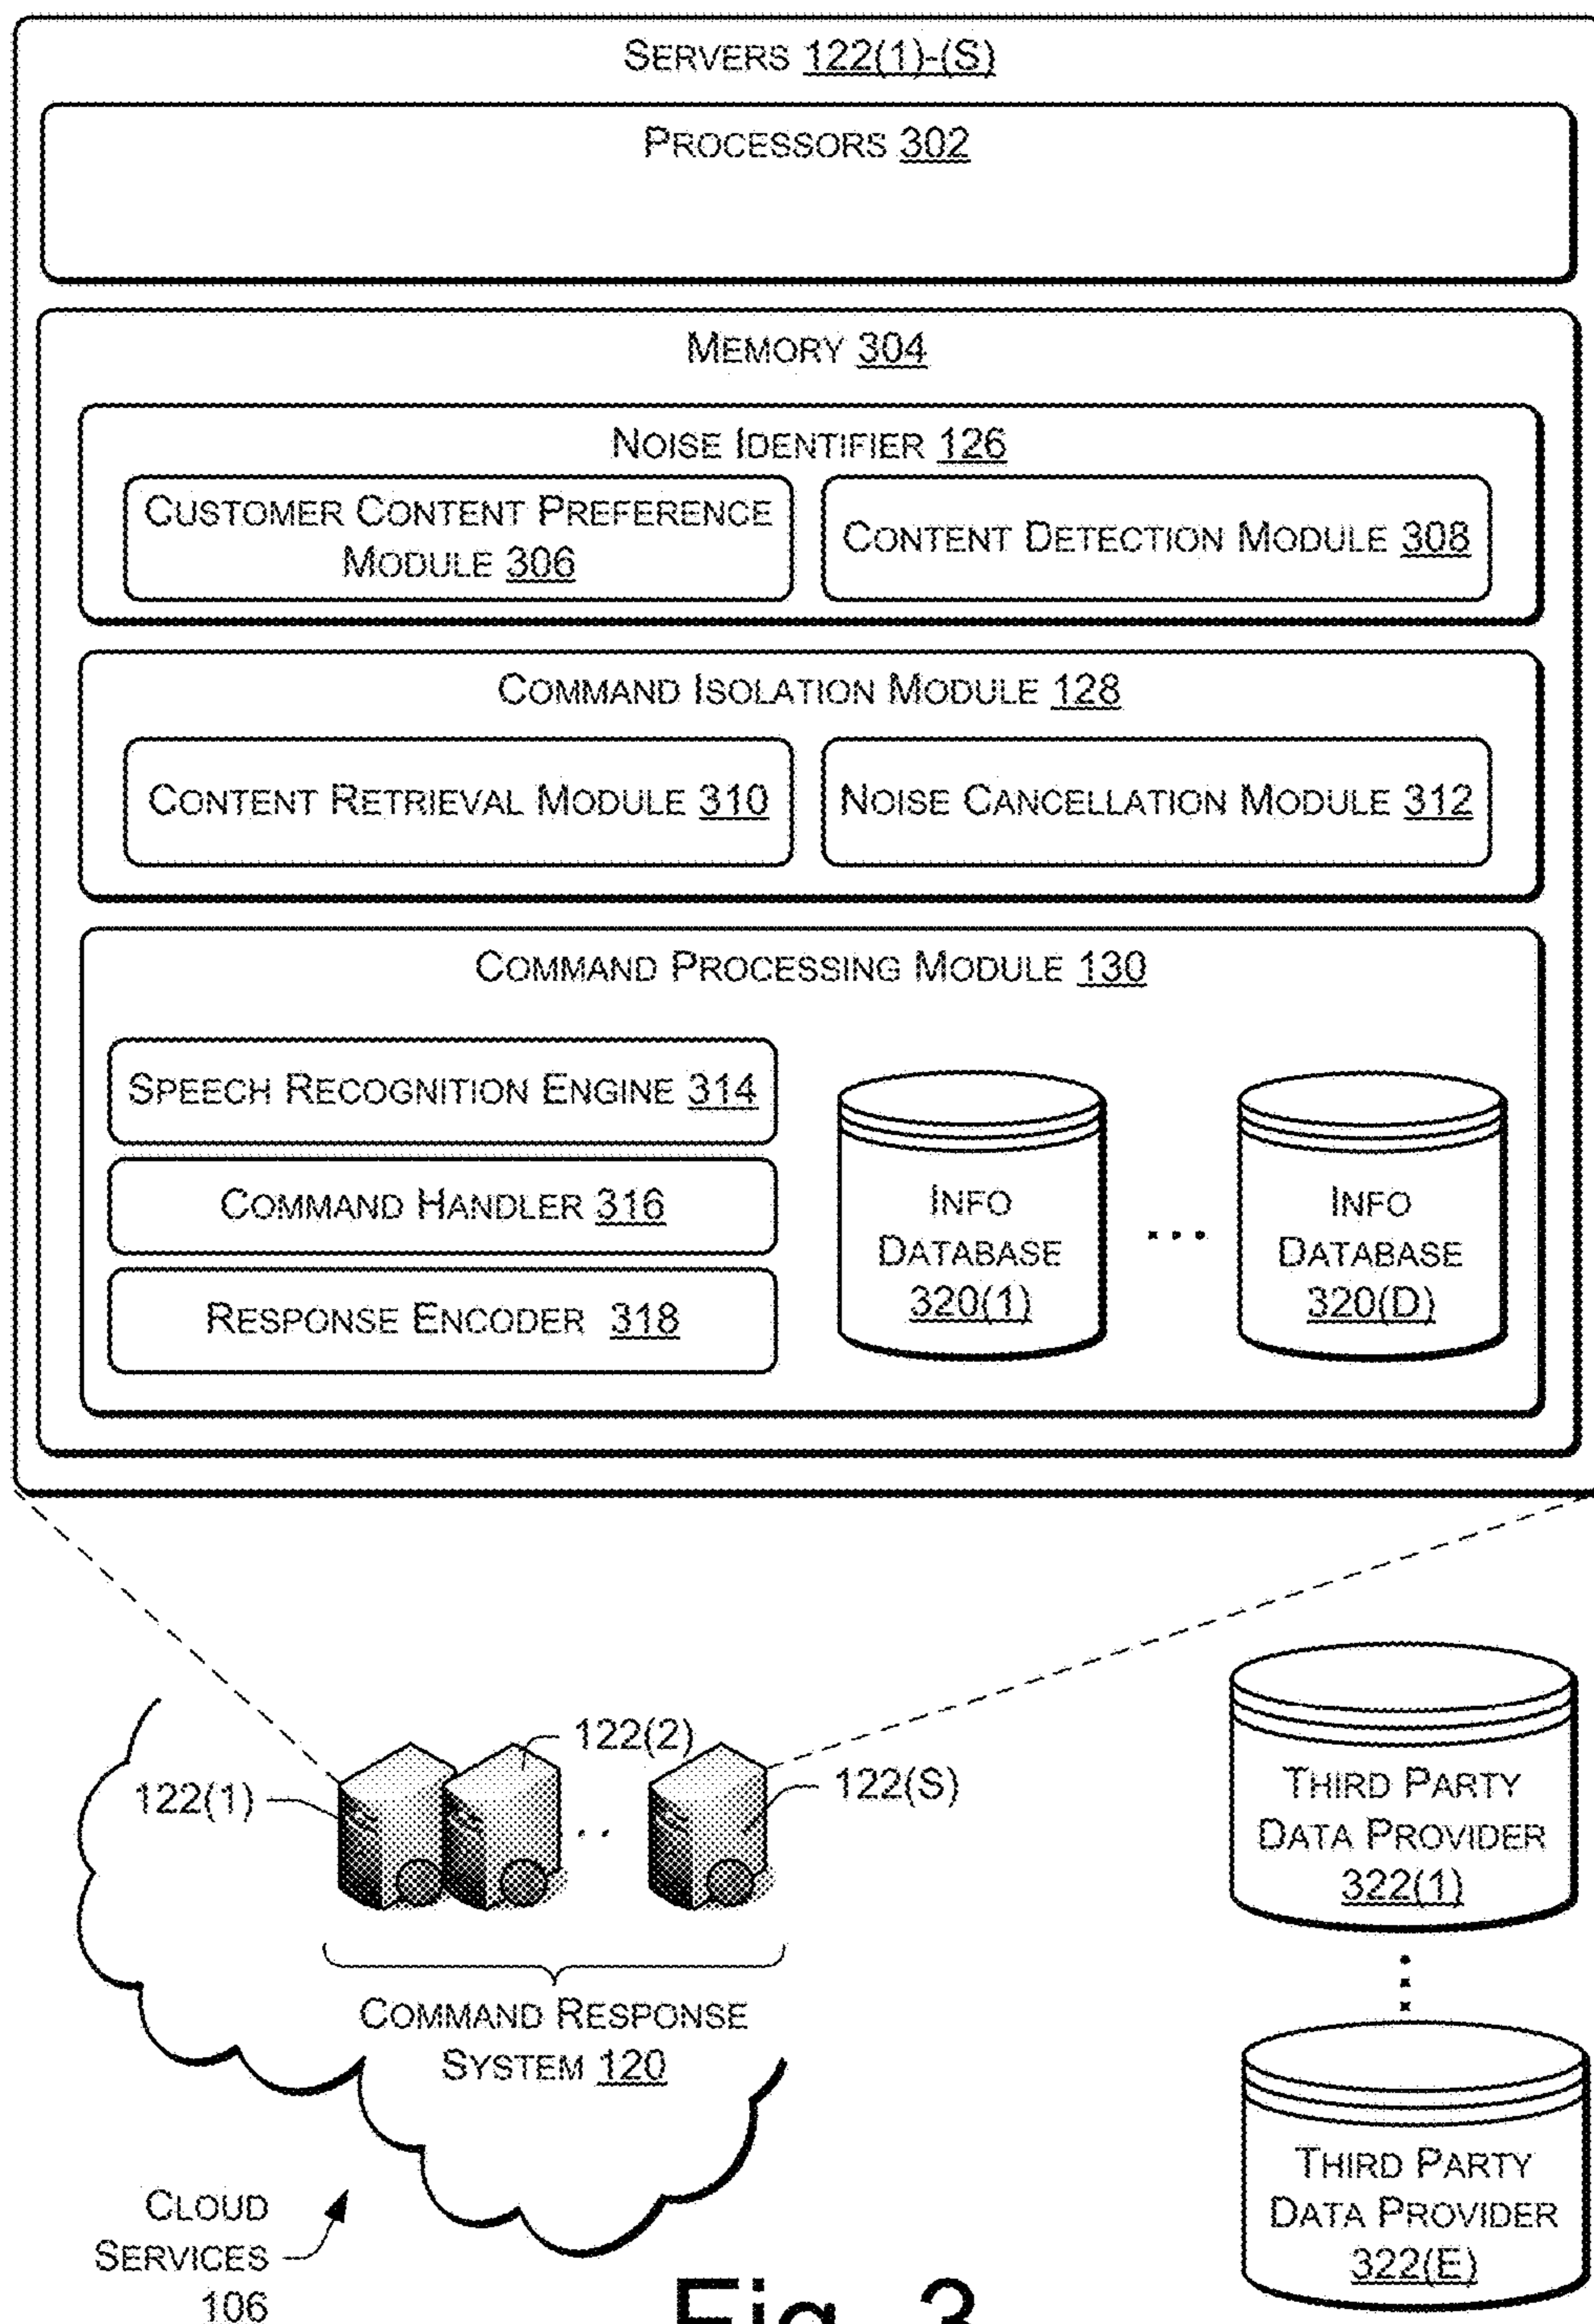 SERVERS 122(1)-(S)
PROCESSORS 302
MEMORY 304
NOISE IDENTIFIER 126
CUSTOMER CONTENT PREFERENCE
MODULE 306
CONTENT DETECTION MODULE 308
COMMAND ISOLATION MODULE 128
CONTENT RETRIEVAL MODULE 310
NOISE CANCELLATION MODULE 312
COMMAND PROCESSING MODULE 130
SPEECH RECOGNITION ENGINE 314
COMMAND HANDLER 316
RESPONSE ENCODER 318
INFO
DATABASE
320(1)
...
INFO
DATABASE
320(D)
122(1)
122(2)
122(S)
COMMAND RESPONSE
SYSTEM 120
CLOUD
SERVICES
106
THIRD PARTY
DATA PROVIDER
322(1)
THIRD PARTY
DATA PROVIDER
322(E)
Fig. 3